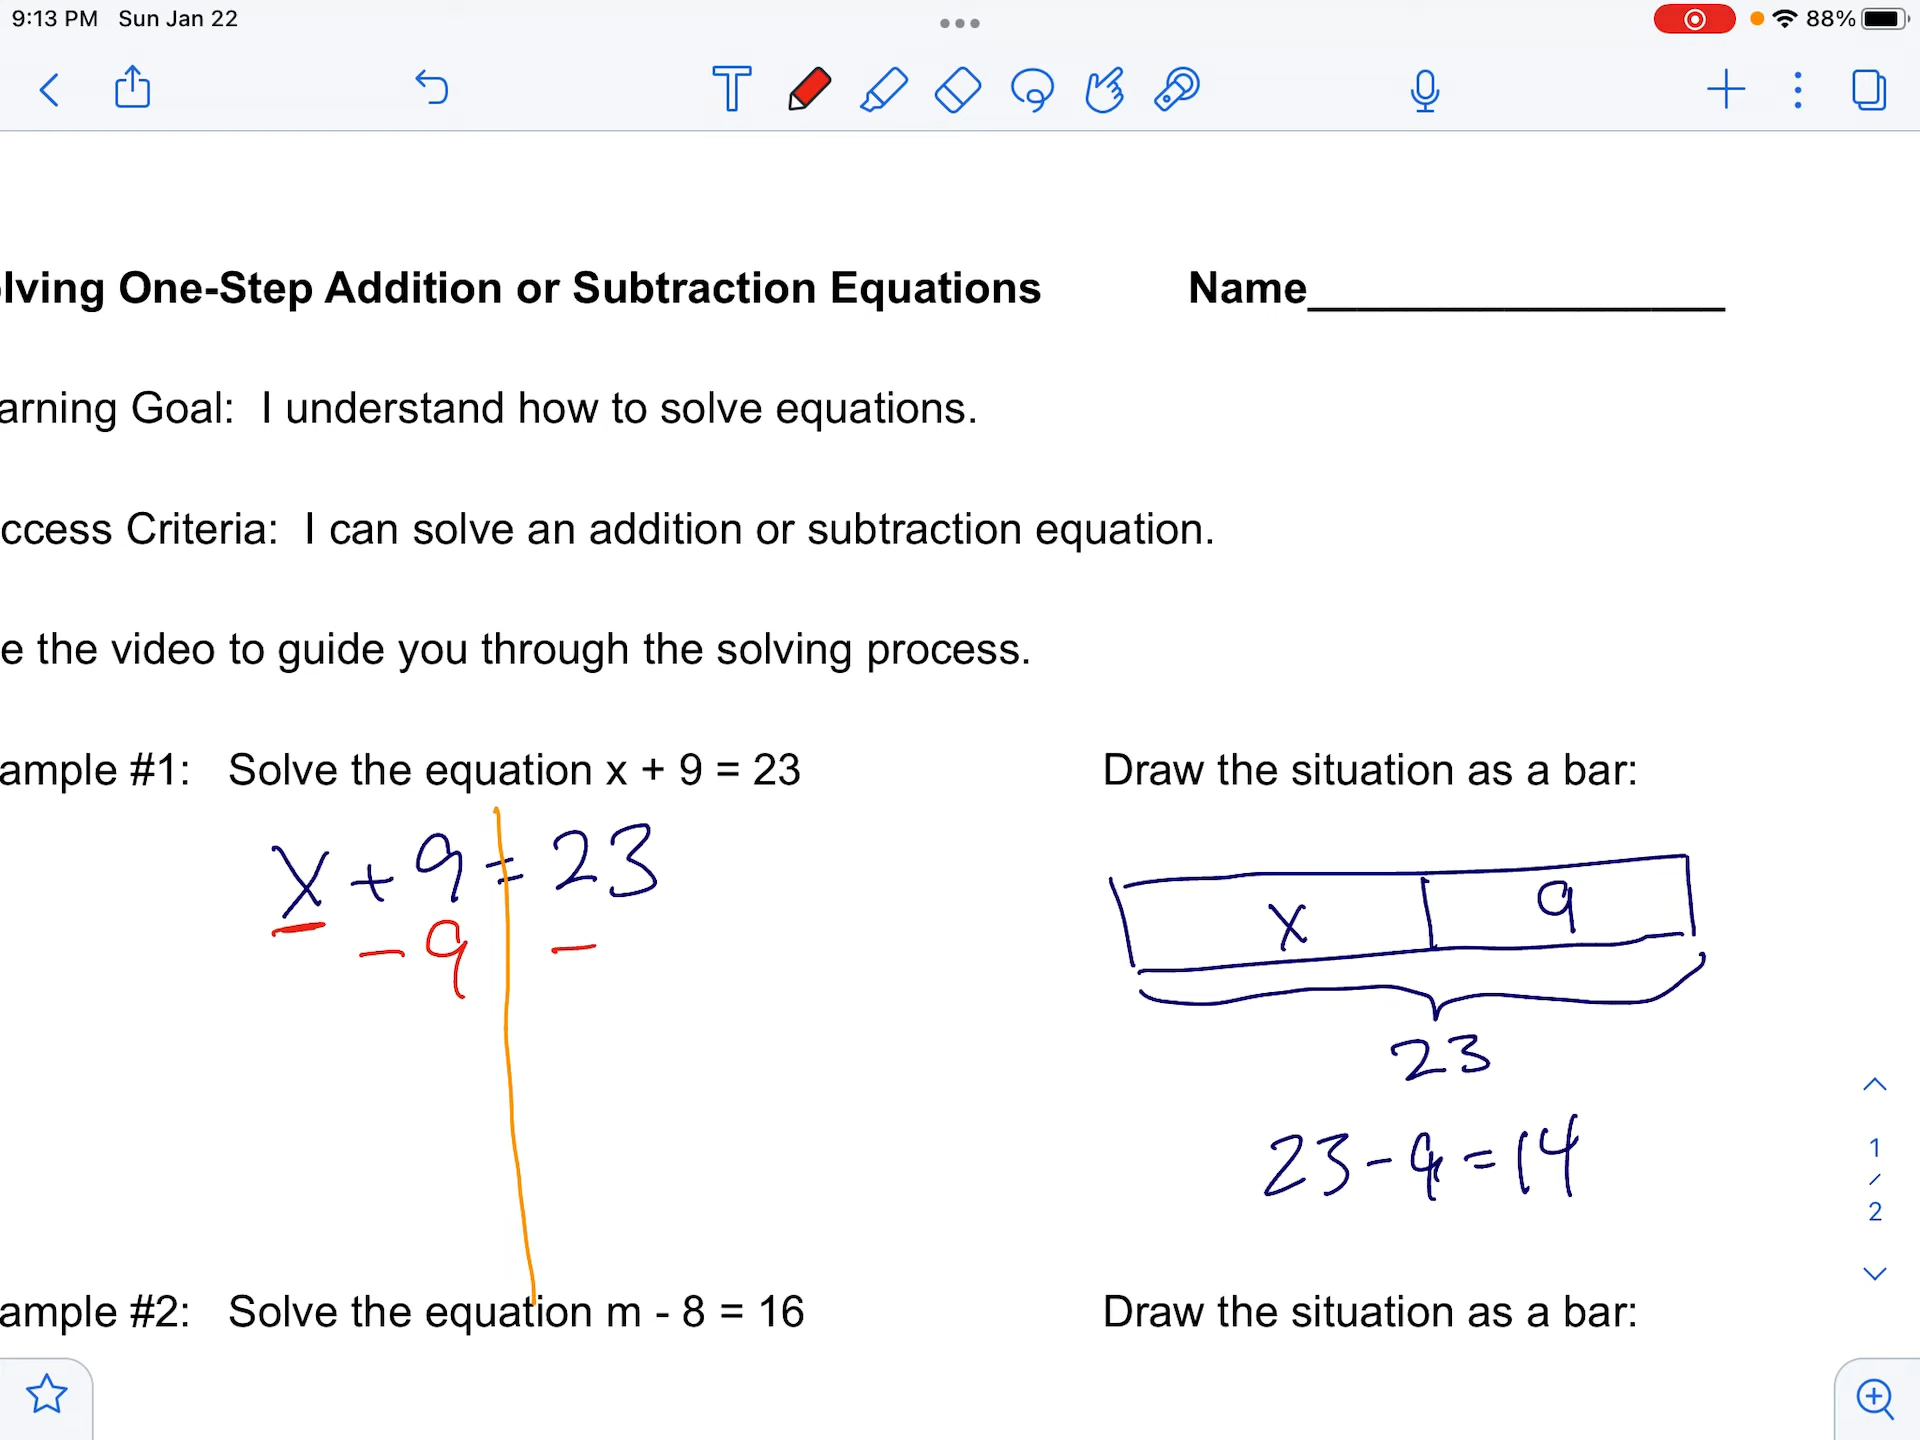 9:13 PM Sun Jan 22
88%
T
lving One-Step Addition or Subtraction Equations Name__________________
arning Goal: I understand how to solve equations.
ccess Criteria: I can solve an addition or subtraction equation.
e the video to guide you through the solving process.
ample #1: Solve the equation x + 9 = 23 Draw the situation as a bar:
x + 9 = 23
- 9 -
x 9
23
23 - 9 = 14
1
/
2
ample #2: Solve the equation m - 8 = 16 Draw the situation as a bar: